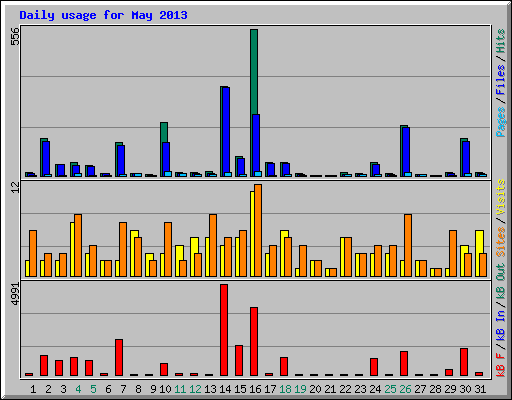 Daily usage for May 2013
556
Pages / Files / Hits
12
Sites / Visits
4991
kB F / kB In / kB Out
1 2 3 4 5 6 7 8 9 10 11 12 13 14 15 16 17 18 19 20 21 22 23 24 25 26 27 28 29 30 31